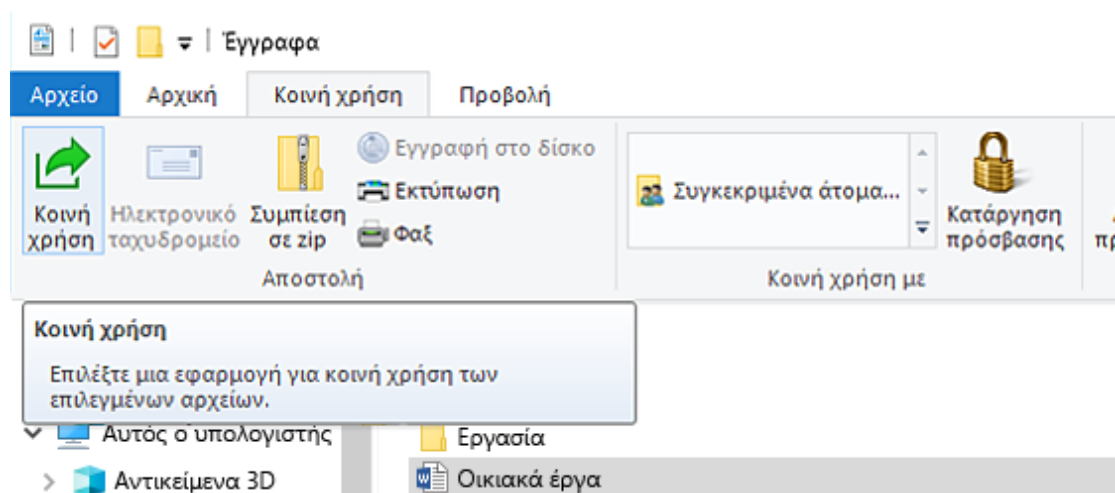 Έγγραφα
Αρχείο Αρχική Κοινή χρήση Προβολή
Κοινή χρήση
Ηλεκτρονικό ταχυδρομείο
Συμπίεση σε zip
Εγγραφή στο δίσκο
Εκτύπωση
Φαξ
Αποστολή
Συγκεκριμένα άτομα...
Κατάργηση πρόσβασης
Κοινή χρήση με
Κοινή χρήση
Επιλέξτε μια εφαρμογή για κοινή χρήση των
επιλεγμένων αρχείων.
Αυτός ο υπολογιστής
Αντικείμενα 3D
Εργασία
Οικιακά έργα